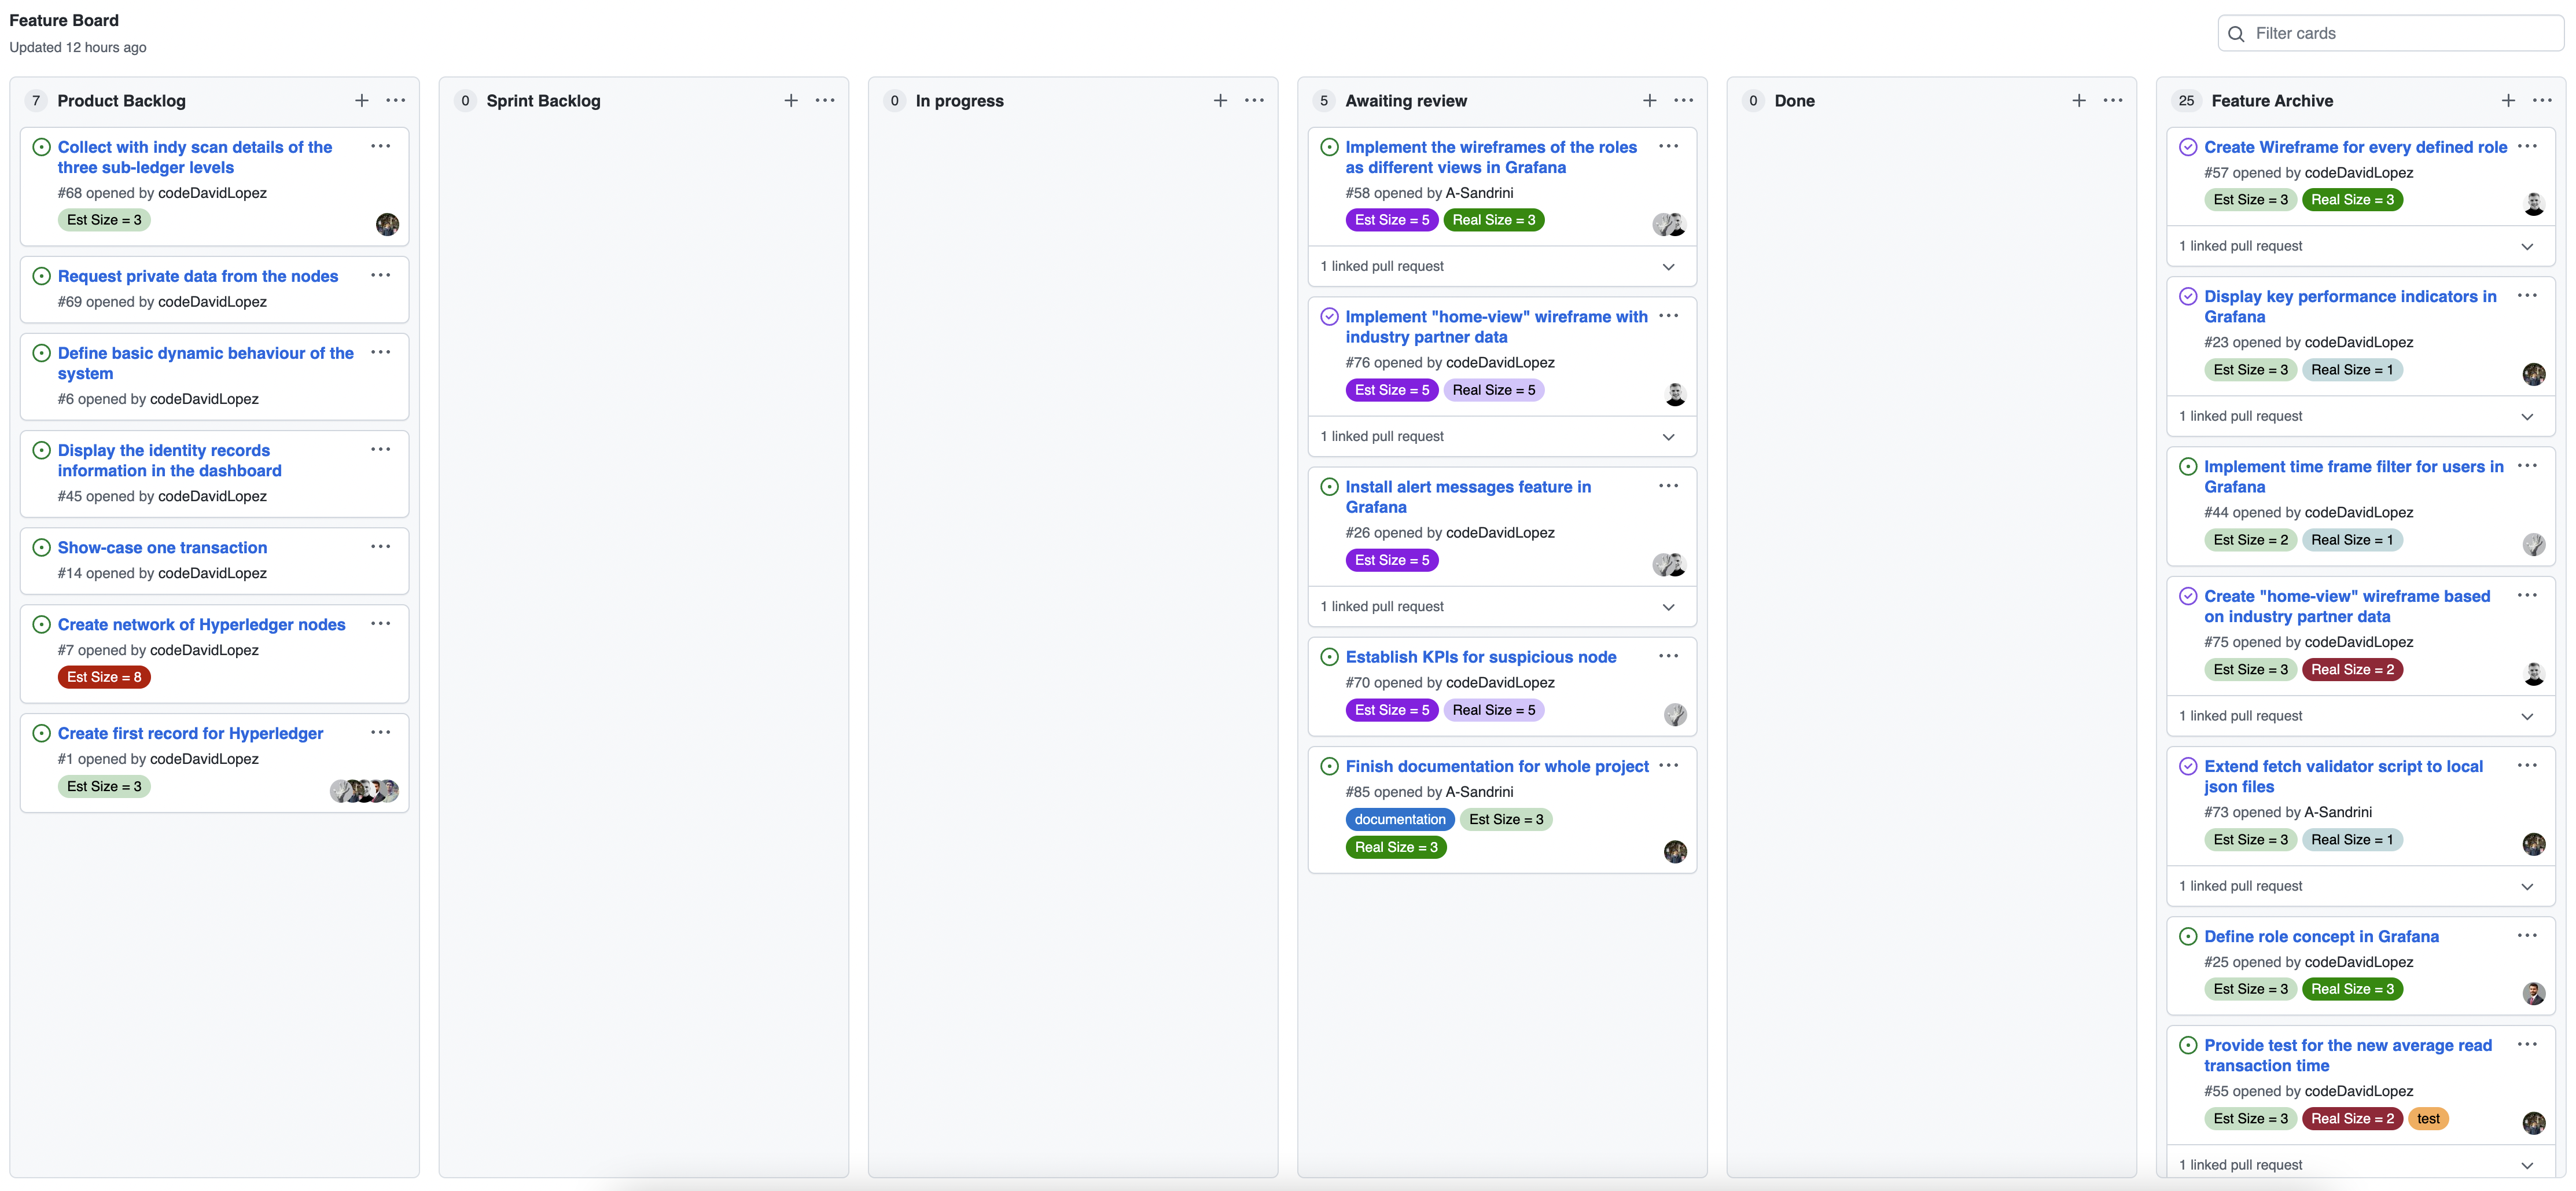 Feature Board
Updated 12 hours ago
Filter cards
7 Product Backlog
Collect with indy scan details of the
three sub-ledger levels
#68 opened by codeDavidLopez
Est Size = 3
Request private data from the nodes
#69 opened by codeDavidLopez
Define basic dynamic behaviour of the
system
#6 opened by codeDavidLopez
Display the identity records
information in the dashboard
#45 opened by codeDavidLopez
Show-case one transaction
#14 opened by codeDavidLopez
Create network of Hyperledger nodes
#7 opened by codeDavidLopez
Est Size = 8
Create first record for Hyperledger
#1 opened by codeDavidLopez
Est Size = 3
0 Sprint Backlog
0 In progress
5 Awaiting review
Implement the wireframes of the roles
as different views in Grafana
#58 opened by A-Sandrini
Est Size = 5 Real Size = 3
1 linked pull request
Implement "home-view" wireframe with
industry partner data
#76 opened by codeDavidLopez
Est Size = 5 Real Size = 5
1 linked pull request
Install alert messages feature in
Grafana
#26 opened by codeDavidLopez
Est Size = 5
1 linked pull request
Establish KPIs for suspicious node
#70 opened by codeDavidLopez
Est Size = 5 Real Size = 5
Finish documentation for whole project
#85 opened by A-Sandrini
documentation Est Size = 3
Real Size = 3
0 Done
25 Feature Archive
Create Wireframe for every defined role
#57 opened by codeDavidLopez
Est Size = 3 Real Size = 3
1 linked pull request
Display key performance indicators in
Grafana
#23 opened by codeDavidLopez
Est Size = 3 Real Size = 1
1 linked pull request
Implement time frame filter for users in
Grafana
#44 opened by codeDavidLopez
Est Size = 2 Real Size = 1
Create "home-view" wireframe based
on industry partner data
#75 opened by codeDavidLopez
Est Size = 3 Real Size = 2
1 linked pull request
Extend fetch validator script to local
json files
#73 opened by A-Sandrini
Est Size = 3 Real Size = 1
1 linked pull request
Define role concept in Grafana
#25 opened by codeDavidLopez
Est Size = 3 Real Size = 3
Provide test for the new average read
transaction time
#55 opened by codeDavidLopez
Est Size = 3 Real Size = 2 test
1 linked pull request